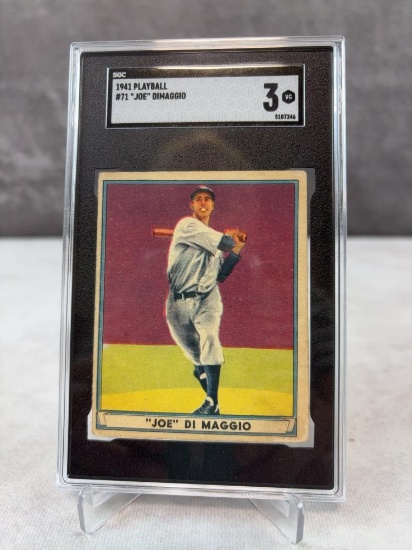 SGC
1941 PLAYBALL
#71 "JOE" DIMAGGIO
3 VG
5107246
"JOE" DI MAGGIO